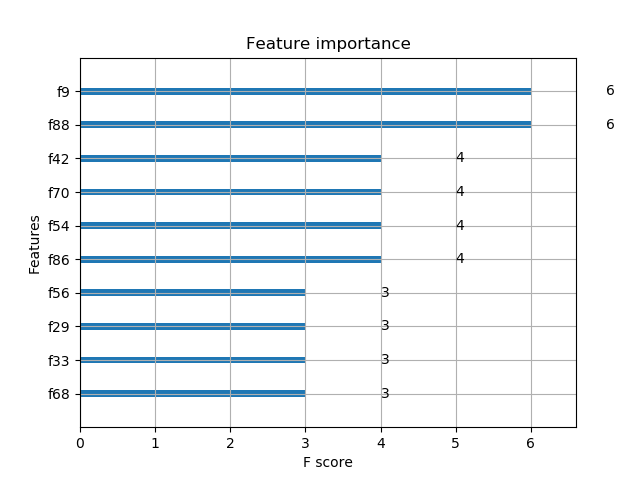 Feature importance
Features
f9 6
f88 6
f42 4
f70 4
f54 4
f86 4
f56 3
f29 3
f33 3
f68 3
0 1 2 3 4 5 6
F score